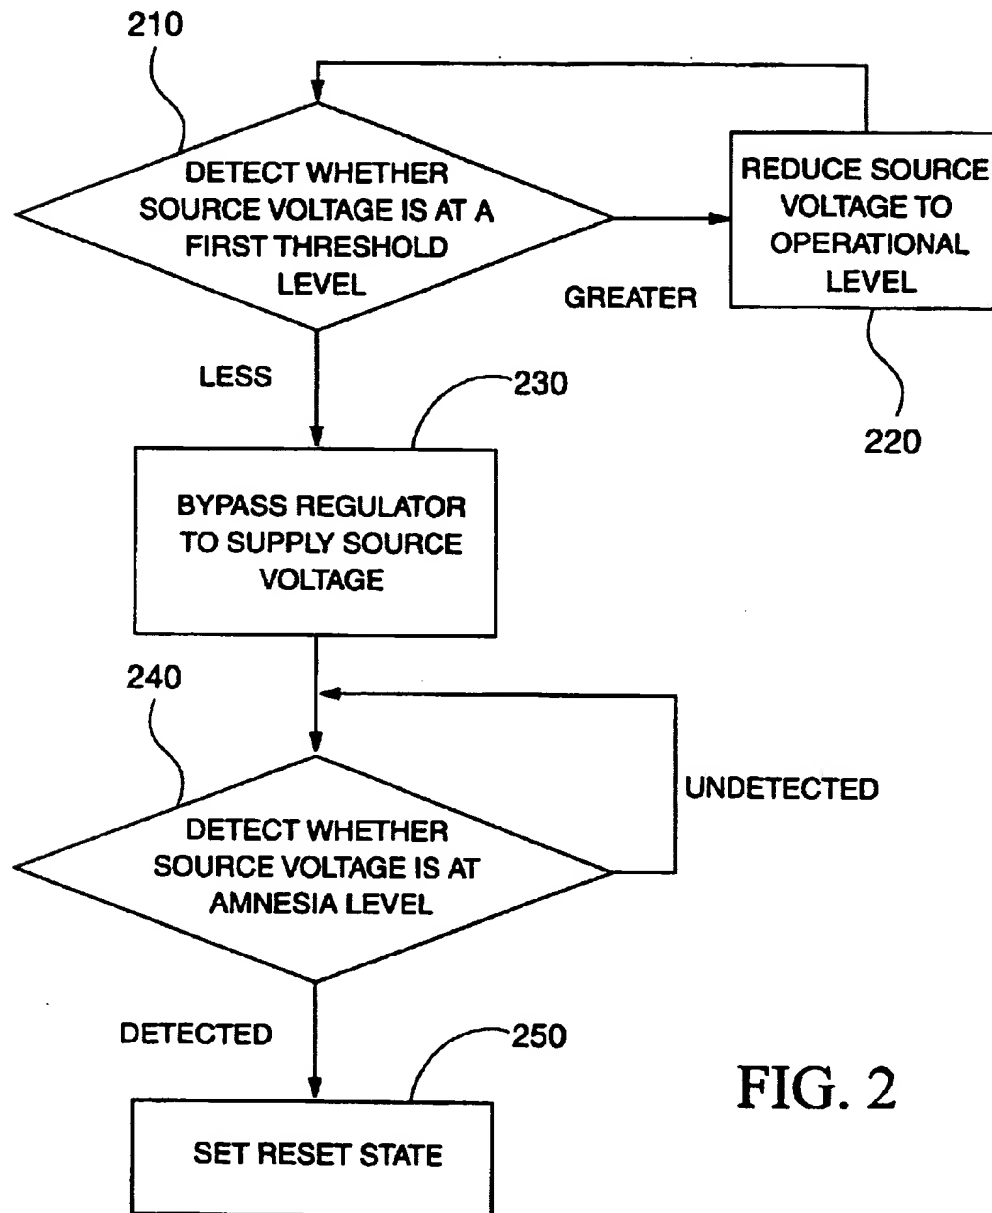 210
DETECT WHETHER
SOURCE VOLTAGE IS AT A
FIRST THRESHOLD
LEVEL
REDUCE SOURCE
VOLTAGE TO
OPERATIONAL
LEVEL
GREATER
220
LESS
230
BYPASS REGULATOR
TO SUPPLY SOURCE
VOLTAGE
240
UNDETECTED
DETECT WHETHER
SOURCE VOLTAGE IS AT
AMNESIA LEVEL
DETECTED
250
SET RESET STATE
FIG. 2